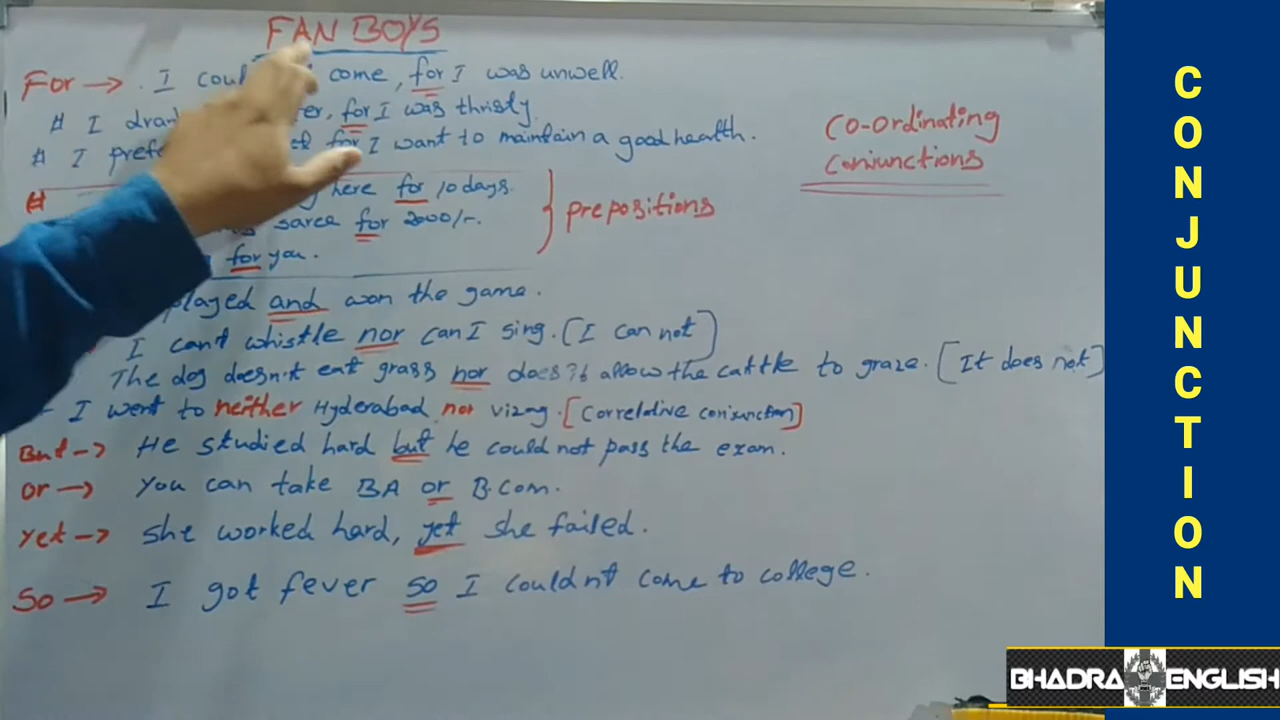 FAN BOYS
For → . I come, for I was unwell.
# I for I was thristy.
# I for I want to maintain a good health.
# here for 10 days.
saree for 2000/-.
for you.
} prepositions
Co-ordinating
Conjunctions
played and won the game.
I can't whistle nor can I sing. [I can not]
The dog doesn't eat grass nor does it allow the cattle to graze. [It does not]
I went to neither Hyderabad nor vizag. [Correlative conjunction]
But → He studied hard but he could not pass the exam.
Or → You can take BA or B.Com.
Yet → she worked hard, yet she failed.
So → I got fever so I couldn't come to college.
CONJUNCTION
BHADRA ENGLISH